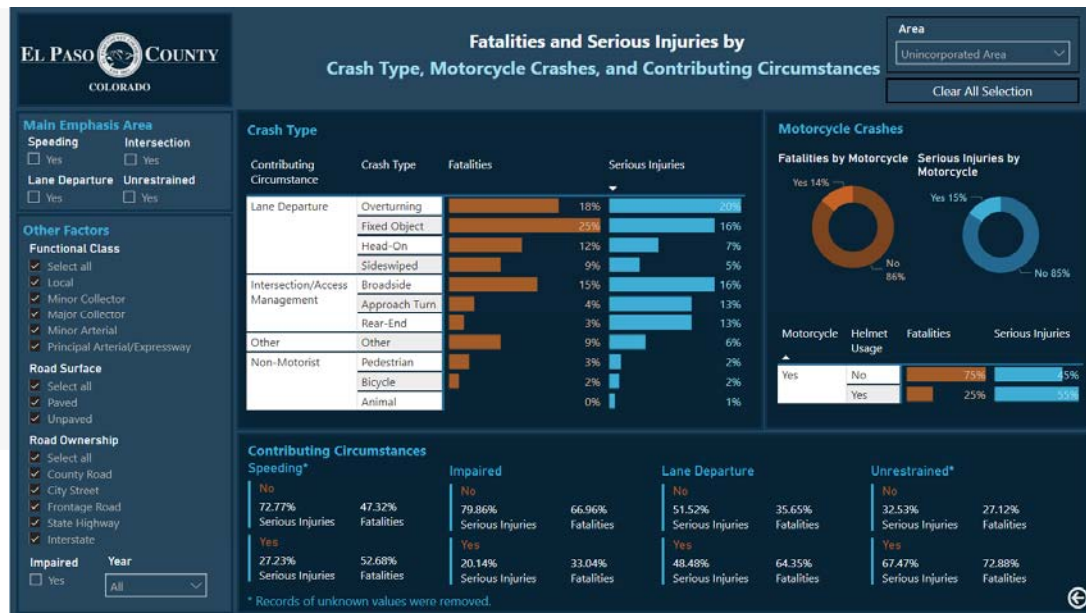 EL PASO COUNTY
COLORADO
Fatalities and Serious Injuries by
Crash Type, Motorcycle Crashes, and Contributing Circumstances
Area
Unincorporated Area
Clear All Selection
Main Emphasis Area
Speeding Intersection
Yes Yes
Lane Departure Unrestrained
Yes Yes
Other Factors
Functional Class
Select all
Local
Minor Collector
Major Collector
Minor Arterial
Principal Arterial/Expressway
Road Surface
Select all
Paved
Unpaved
Road Ownership
Select all
County Road
City Street
Frontage Road
State Highway
Interstate
Impaired Year
Yes All
Crash Type
Contributing Circumstance Crash Type Fatalities Serious Injuries
Lane Departure Overturning 18% 20%
Fixed Object 25% 16%
Head-On 12% 7%
Sideswiped 9% 5%
Intersection/Access Management Broadside 15% 16%
Approach Turn 4% 13%
Rear-End 3% 13%
Other Other 9% 6%
Non-Motorist Pedestrian 3% 2%
Bicycle 2% 2%
Animal 0% 1%
Motorcycle Crashes
Fatalities by Motorcycle
Yes 14%
No 86%
Serious Injuries by Motorcycle
Yes 15%
No 85%
Motorcycle Helmet Usage Fatalities Serious Injuries
Yes No 75% 45%
Yes 25% 55%
Contributing Circumstances
Speeding*
No
72.77% 47.32%
Serious Injuries Fatalities
Yes
27.23% 52.68%
Serious Injuries Fatalities
Impaired
No
79.86% 66.96%
Serious Injuries Fatalities
Yes
20.14% 33.04%
Serious Injuries Fatalities
Lane Departure
No
51.52% 35.65%
Serious Injuries Fatalities
Yes
48.48% 64.35%
Serious Injuries Fatalities
Unrestrained*
No
32.53% 27.12%
Serious Injuries Fatalities
Yes
67.47% 72.88%
Serious Injuries Fatalities
* Records of unknown values were removed.